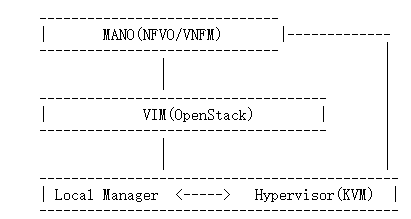 MANO(NFVO/VNFM)
VIM(OpenStack)
Local Manager <-----> Hypervisor(KVM)